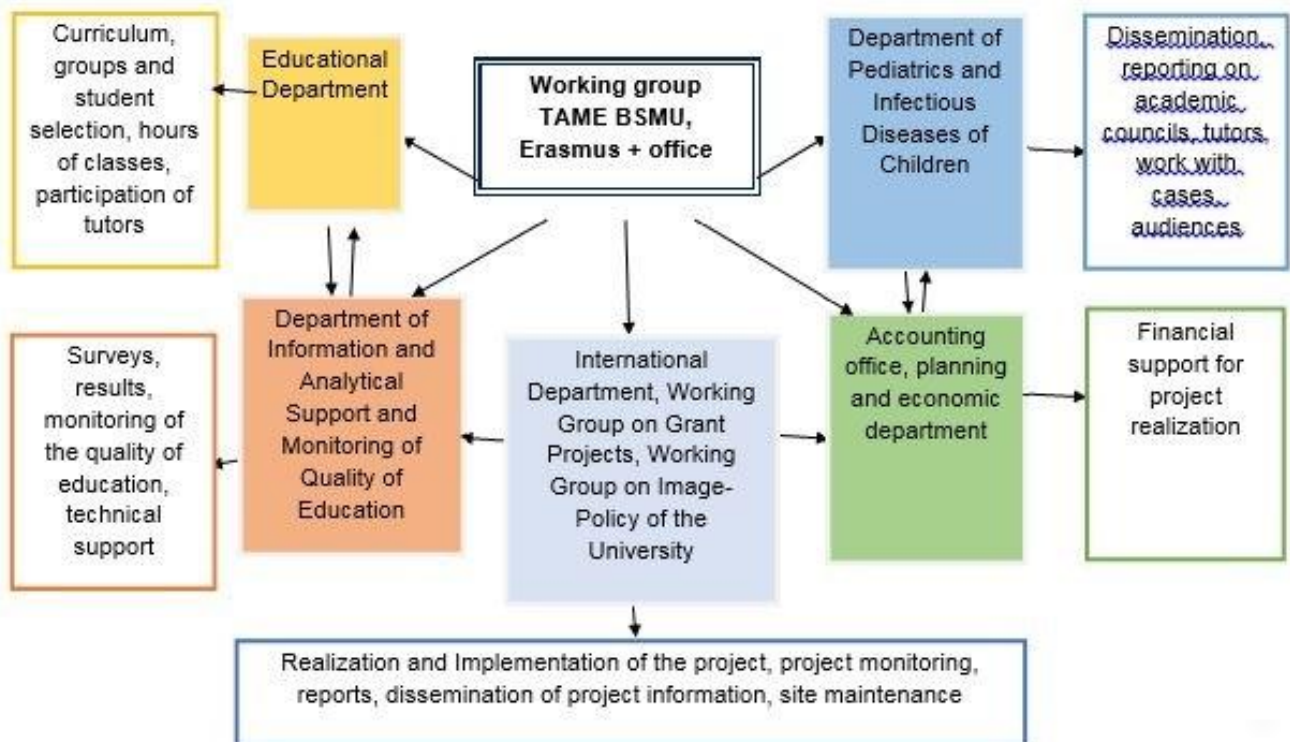 Curriculum,
groups and
student
selection, hours
of classes,
participation of
tutors
Educational
Department
Working group
TAME BSMU,
Erasmus + office
Department of
Pediatrics and
Infectious
Diseases of
Children
Dissemination,
reporting on
academic
councils, tutors,
work with
cases,
audiences
Surveys,
results,
monitoring of
the quality of
education,
technical
support
Department of
Information and
Analytical
Support and
Monitoring of
Quality of
Education
International
Department, Working
Group on Grant
Projects, Working
Group on Image-
Policy of the
University
Accounting
office, planning
and economic
department
Financial
support for
project
realization
Realization and Implementation of the project, project monitoring,
reports, dissemination of project information, site maintenance